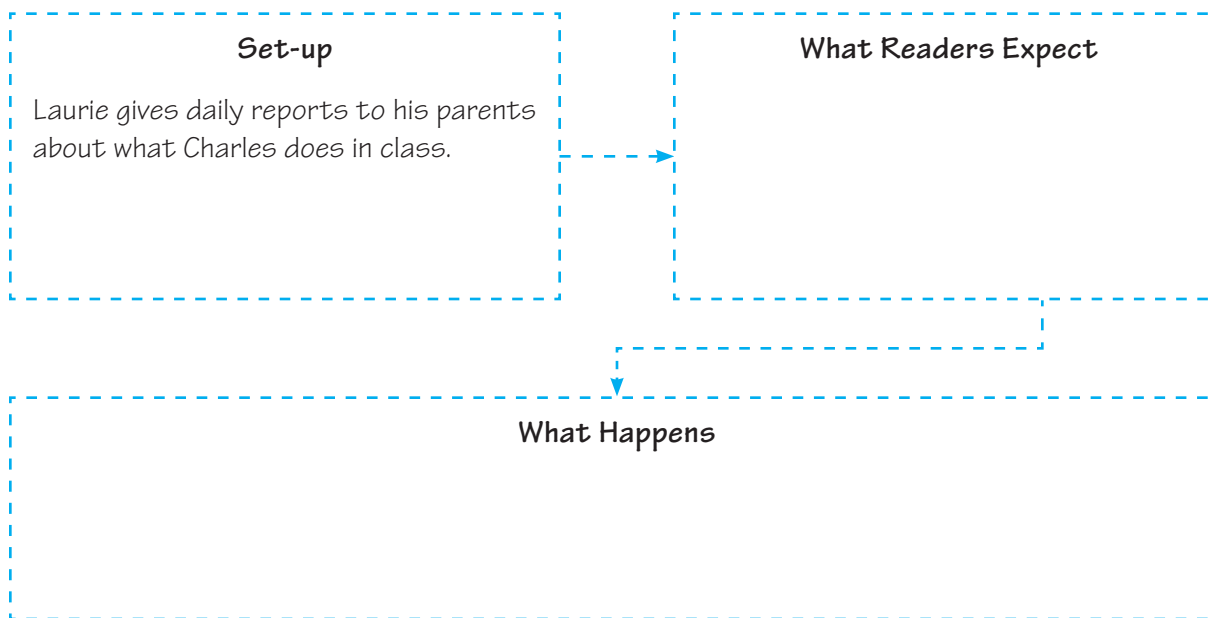 Set-up
Laurie gives daily reports to his parents
about what Charles does in class.
What Readers Expect
What Happens